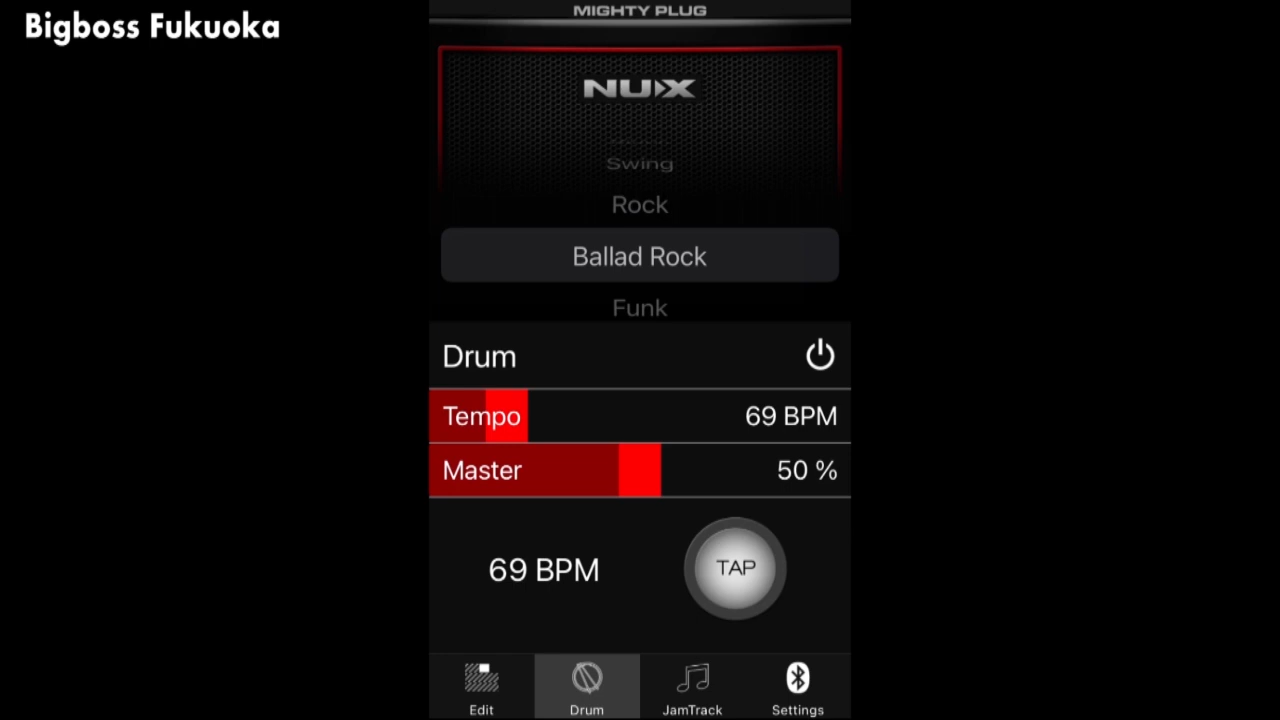 Bigboss Fukuoka
MIGHTY PLUG
NUX
Swing
Rock
Ballad Rock
Funk
Drum
Tempo 69 BPM
Master 50 %
69 BPM TAP
Edit Drum JamTrack Settings